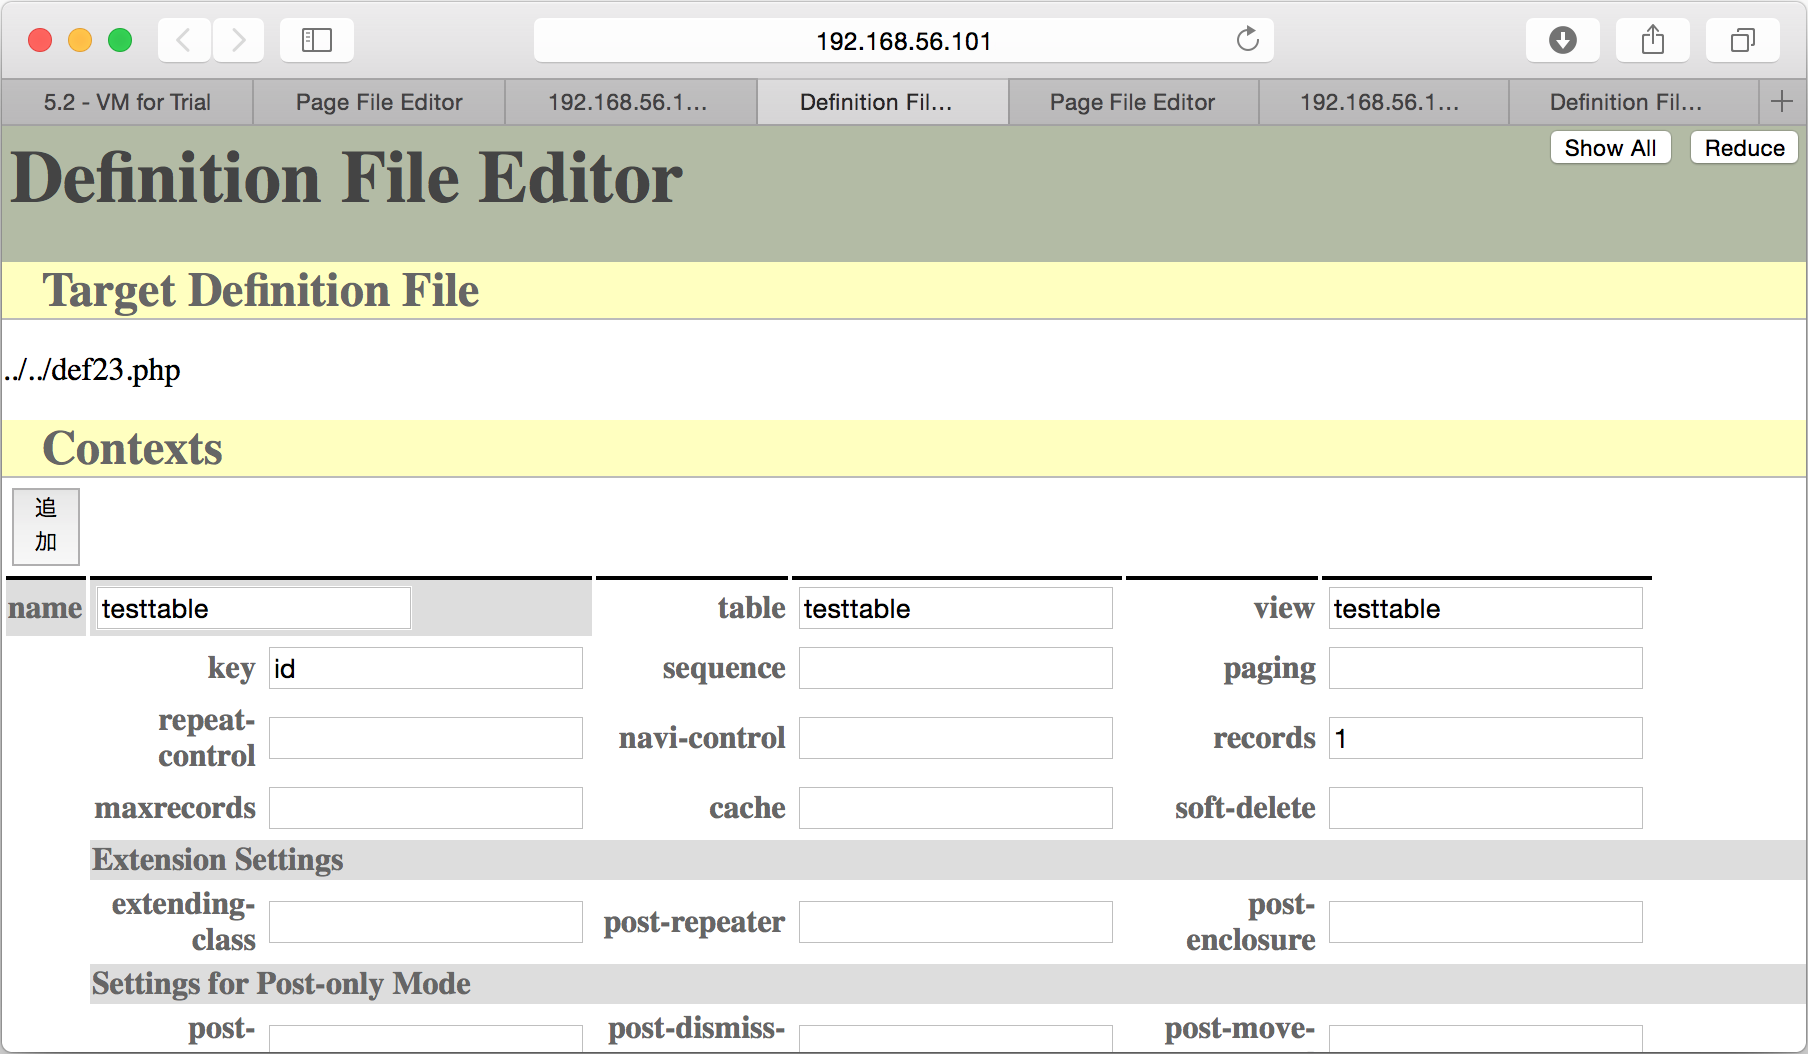 192.168.56.101
5.2 - VM for Trial
Page File Editor
192.168.56.1...
Definition Fil...
Page File Editor
192.168.56.1...
Definition Fil...
Show All
Reduce
Definition File Editor
Target Definition File
../../def23.php
Contexts
追
加
name testtable table testtable view testtable
key id sequence paging
repeat-
control navi-control records 1
maxrecords cache soft-delete
Extension Settings
extending-
class post-repeater post-
enclosure
Settings for Post-only Mode
post- post-dismiss- post-move-